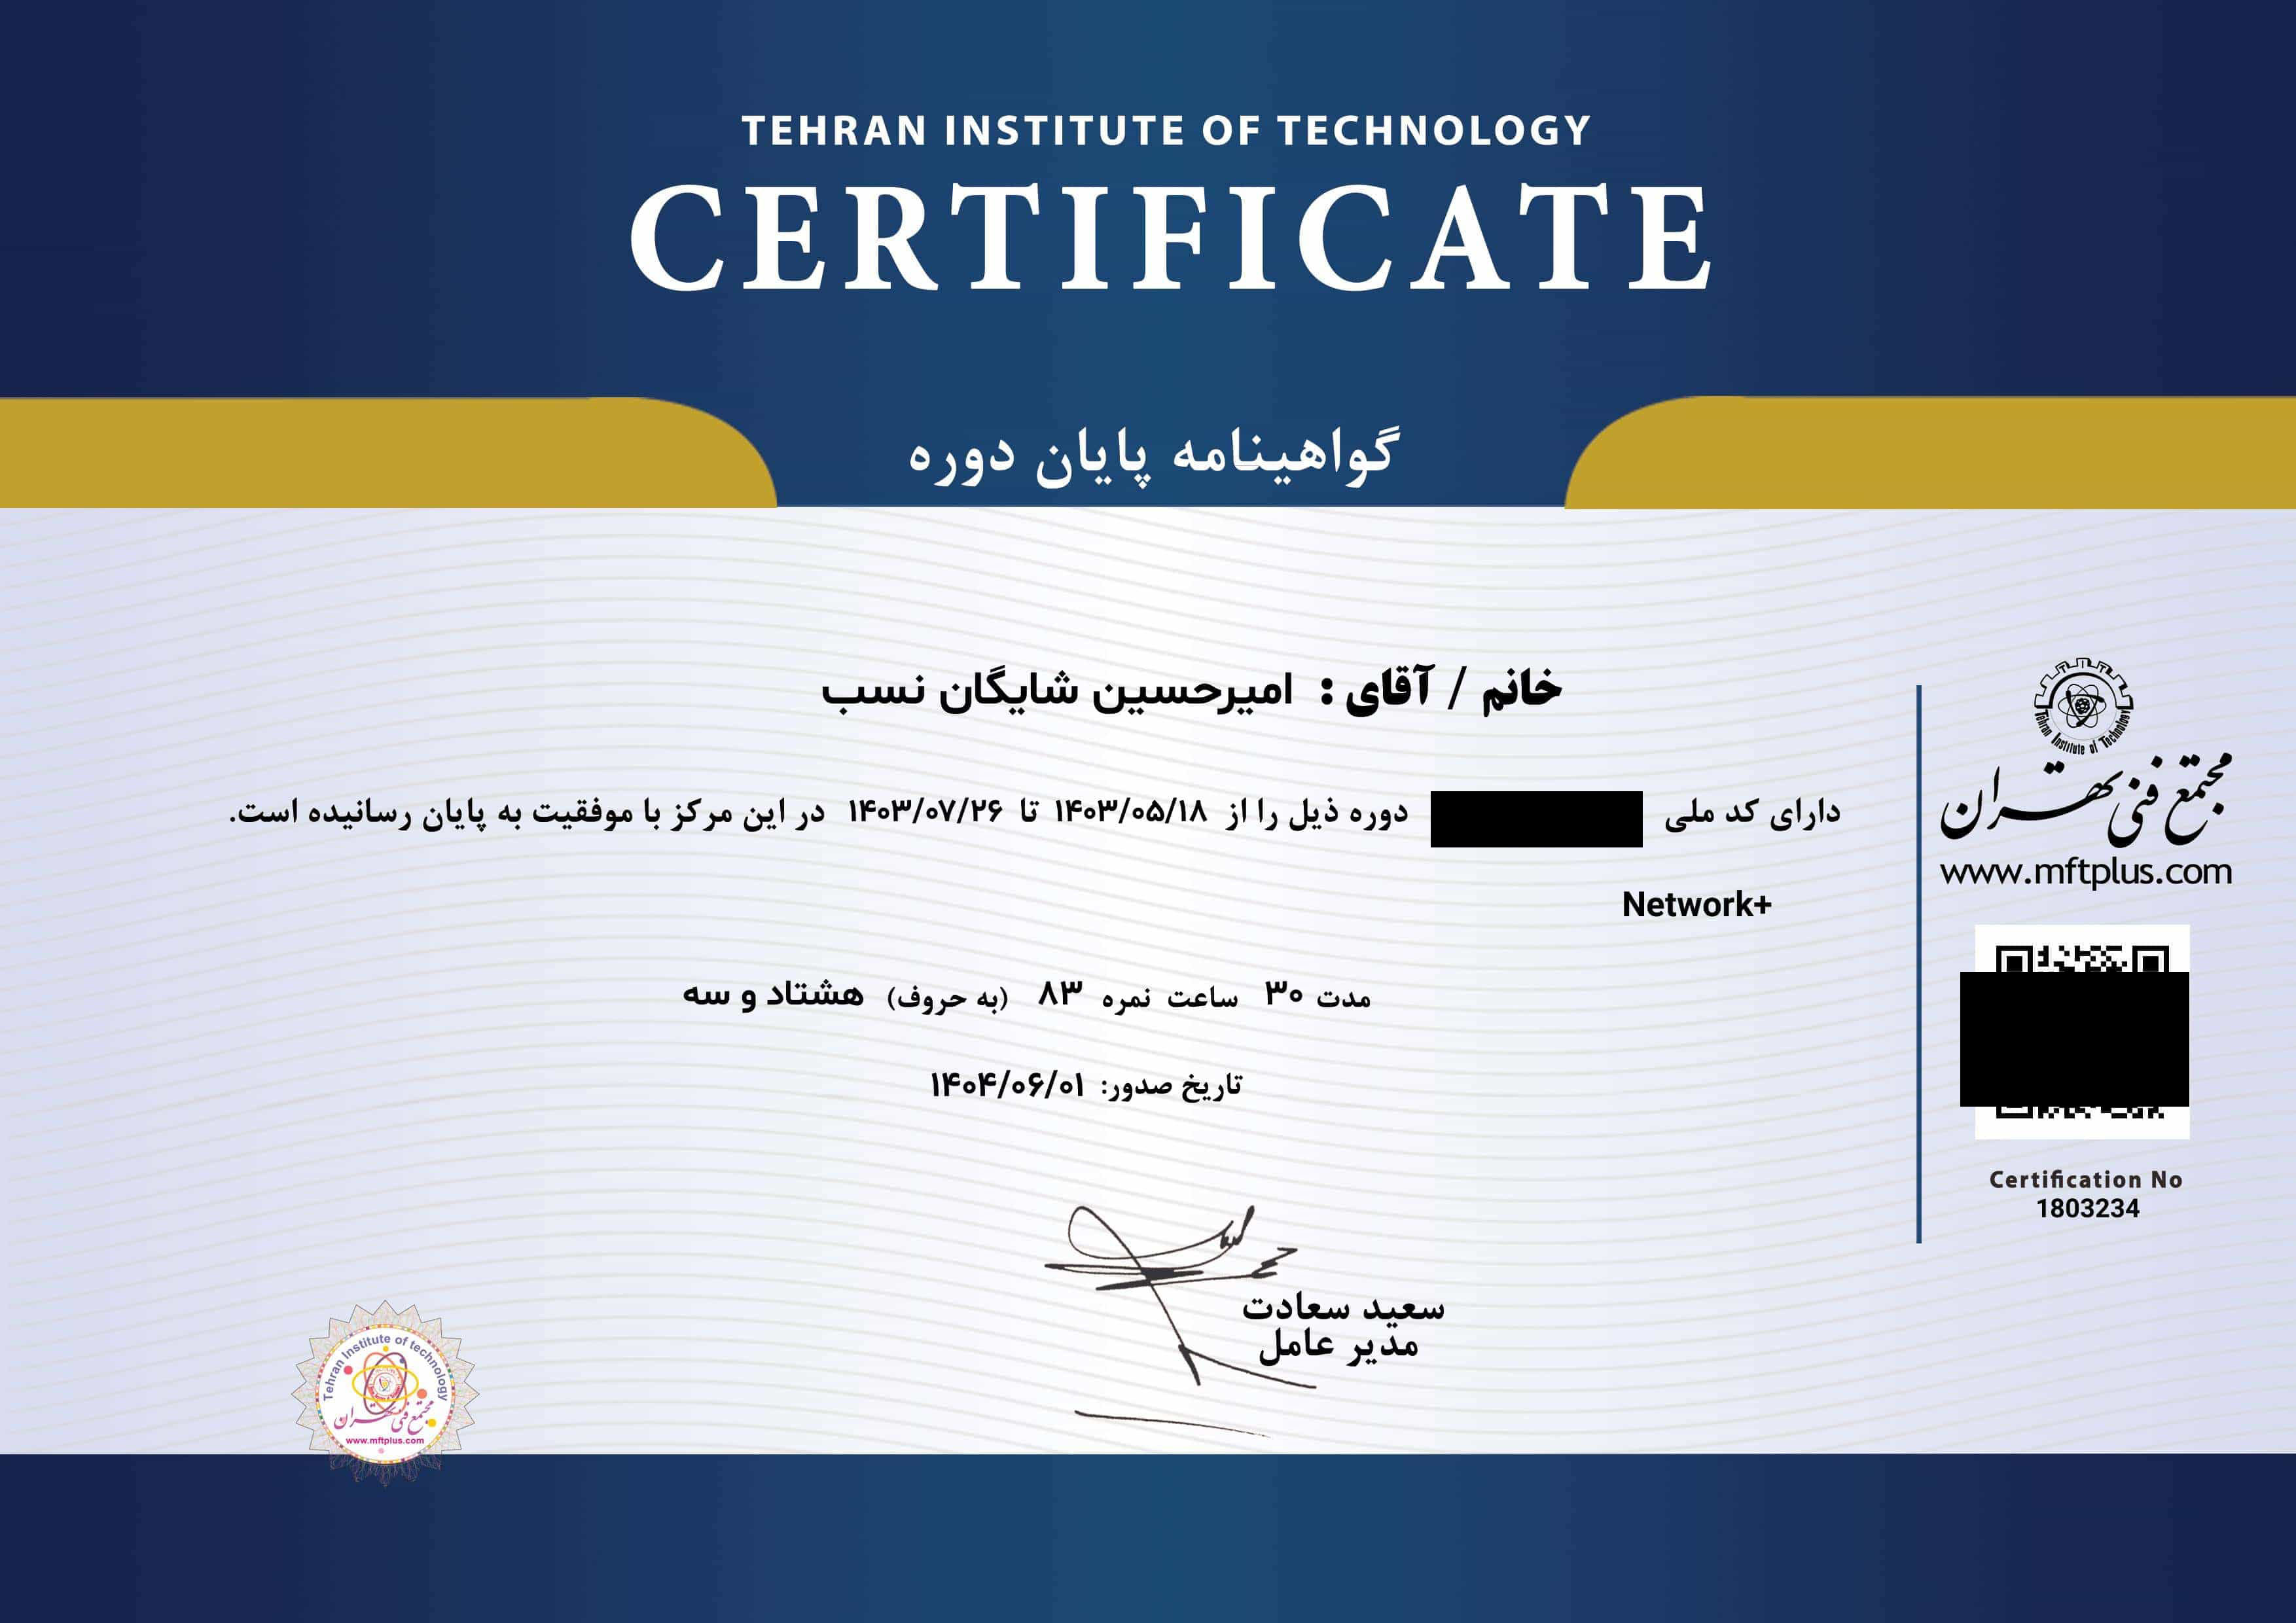 TEHRAN INSTITUTE OF TECHNOLOGY
CERTIFICATE
گواهینامه پایان دوره
خانم / آقای : امیرحسین شایگان نسب
دارای کد ملی دوره ذیل را از ۱۴۰۳/۰۵/۱۸ تا ۱۴۰۳/۰۷/۲۶ در این مرکز با موفقیت به پایان رسانیده است.
Network+
مدت ۳۰ ساعت نمره ۸۳ (به حروف) هشتاد و سه
تاریخ صدور: ۱۴۰۴/۰۶/۰۱
سعید سعادت
مدیر عامل
Tehran Institute of Technology
مجتمع فنی تهران
www.mftplus.com
Certification No
1803234
Tehran Institute of technology
مجتمع فنی تهران
www.mftplus.com